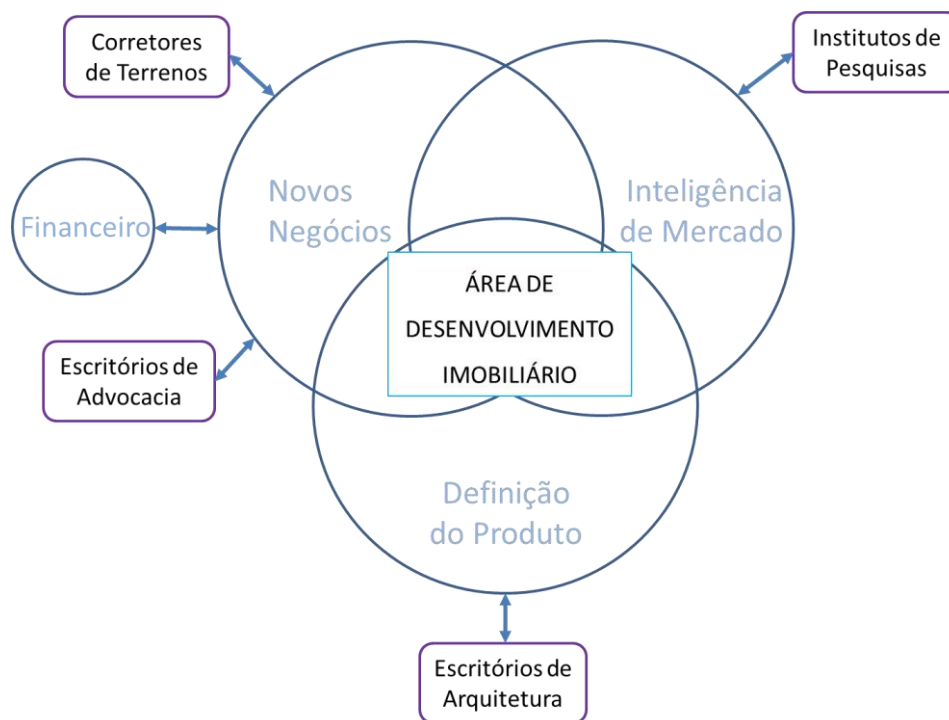 Corretores
de Terrenos
Institutos de
Pesquisas
Novos
Negócios
Inteligência
de Mercado
Financeiro
ÁREA DE
DESENVOLVIMENTO
IMOBILIÁRIO
Escritórios de
Advocacia
Definição
do Produto
Escritórios de
Arquitetura